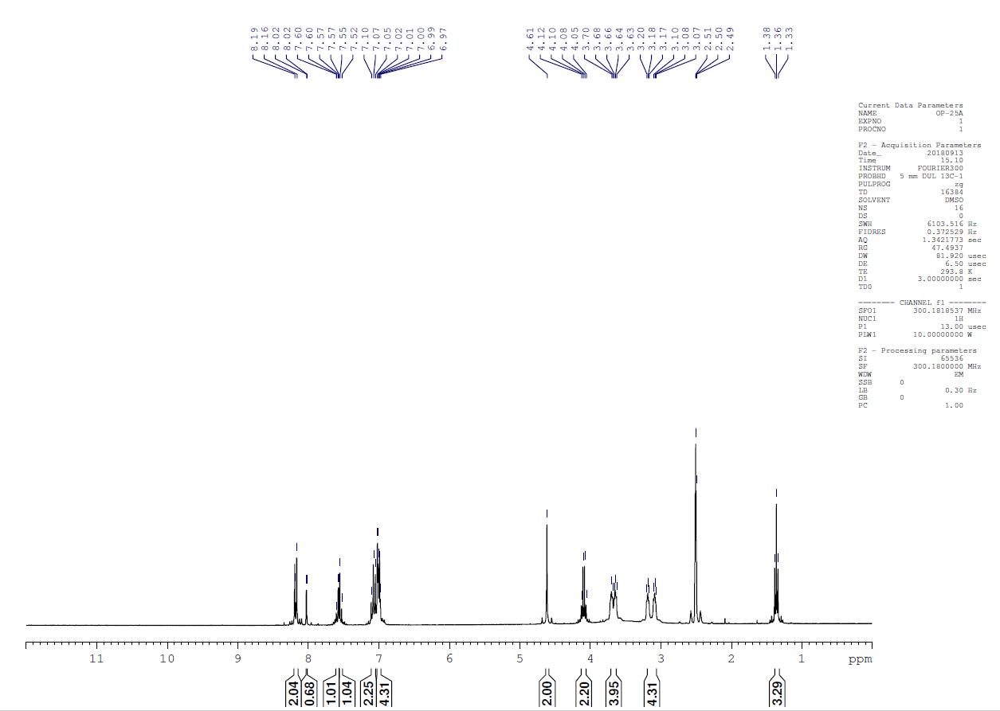 8.19 8.16 8.02 8.02 7.60 7.60 7.57 7.57 7.55 7.52 7.10 7.07 7.05 7.02 7.01 7.00 6.99 6.97 4.61 4.12 4.10 4.08 4.05 3.70 3.68 3.66 3.64 3.63 3.20 3.18 3.17 3.10 3.08 3.07 2.51 2.50 2.49 1.38 1.36 1.33
Current Data Parameters
NAME OP-25A
EXPNO 1
PROCNO 1
F2 - Acquisition Parameters
Date_ 20180913
Time 15.10
INSTRUM FOURIER300
PROBHD 5 mm DUL 13C-1
PULPROG zg
TD 16384
SOLVENT DMSO
NS 16
DS 0
SWH 6103.516 Hz
FIDRES 0.372529 Hz
AQ 1.3421773 sec
RG 47.4937
DW 81.920 usec
DE 6.50 usec
TE 293.8 K
D1 3.00000000 sec
TD0 1
======== CHANNEL f1 ========
SFO1 300.1818537 MHz
NUC1 1H
P1 13.00 usec
PLW1 10.00000000 W
F2 - Processing parameters
SI 65536
SF 300.1800000 MHz
WDW EM
SSB 0
LB 0.30 Hz
GB 0
PC 1.00
11 10 9 8 7 6 5 4 3 2 1 ppm
2.04 0.68 1.01 1.04 2.25 4.31 2.00 2.20 3.95 4.31 3.29